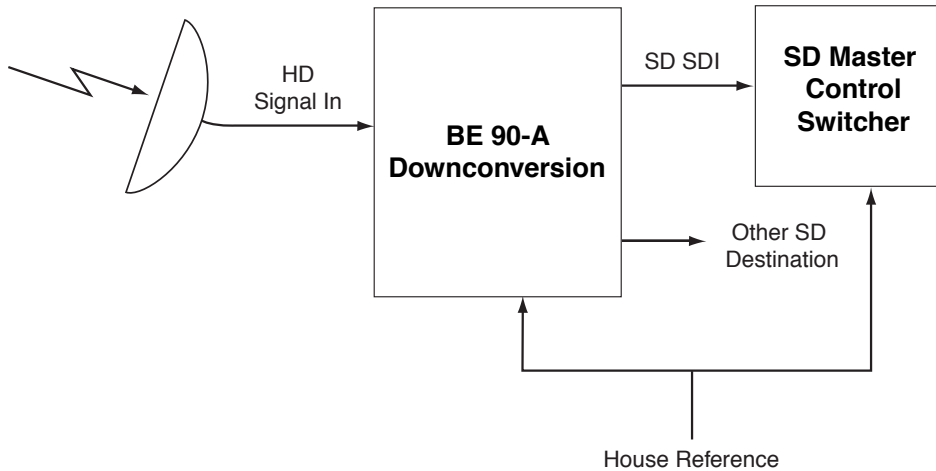 HD
Signal In
BE 90-A
Downconversion
SD SDI
SD Master
Control
Switcher
Other SD
Destination
House Reference